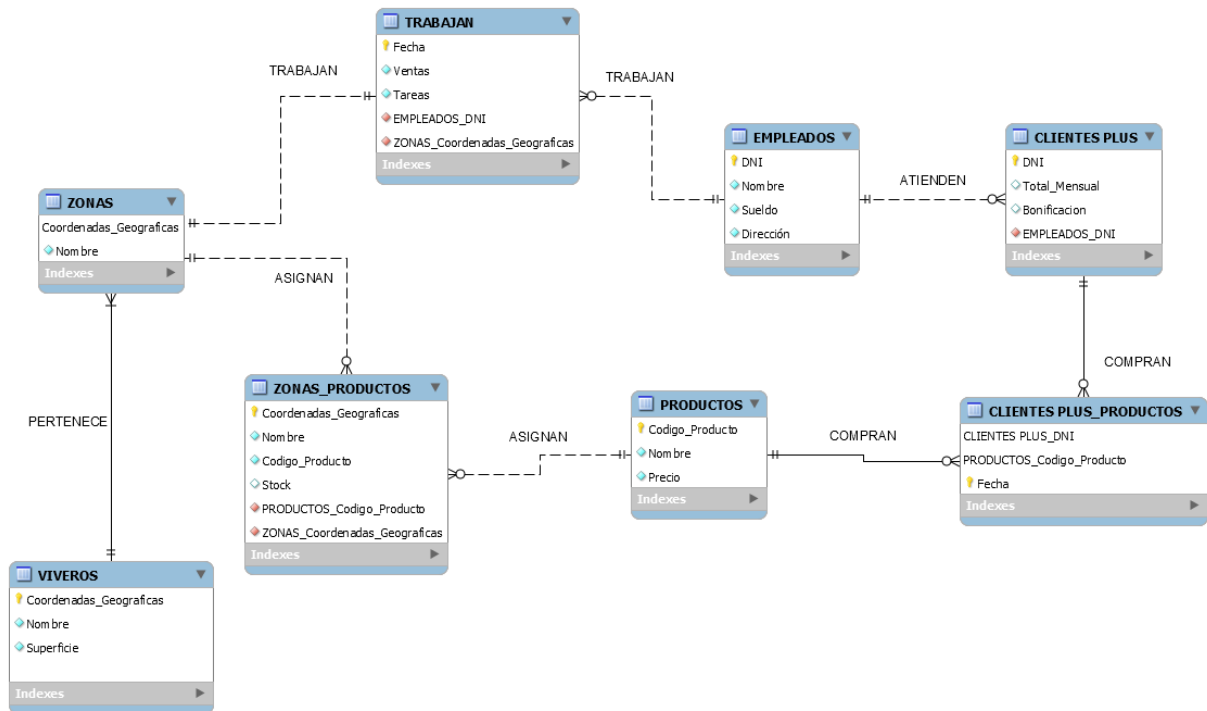 TRABAJAN
Fecha
Ventas
Tareas
EMPLEADOS_DNI
ZONAS_Coordenadas_Geograficas
Indexes
TRABAJAN
TRABAJAN
EMPLEADOS
DNI
Nombre
Sueldo
Dirección
Indexes
ATIENDEN
CLIENTES PLUS
DNI
Total_Mensual
Bonificacion
EMPLEADOS_DNI
Indexes
ZONAS
Coordenadas_Geograficas
Nombre
Indexes
ASIGNAN
ZONAS_PRODUCTOS
Coordenadas_Geograficas
Nombre
Codigo_Producto
Stock
PRODUCTOS_Codigo_Producto
ZONAS_Coordenadas_Geograficas
Indexes
ASIGNAN
PRODUCTOS
Codigo_Producto
Nombre
Precio
Indexes
COMPRAN
COMPRAN
CLIENTES PLUS_PRODUCTOS
CLIENTES PLUS_DNI
PRODUCTOS_Codigo_Producto
Fecha
Indexes
PERTENECE
VIVEROS
Coordenadas_Geograficas
Nombre
Superficie
Indexes